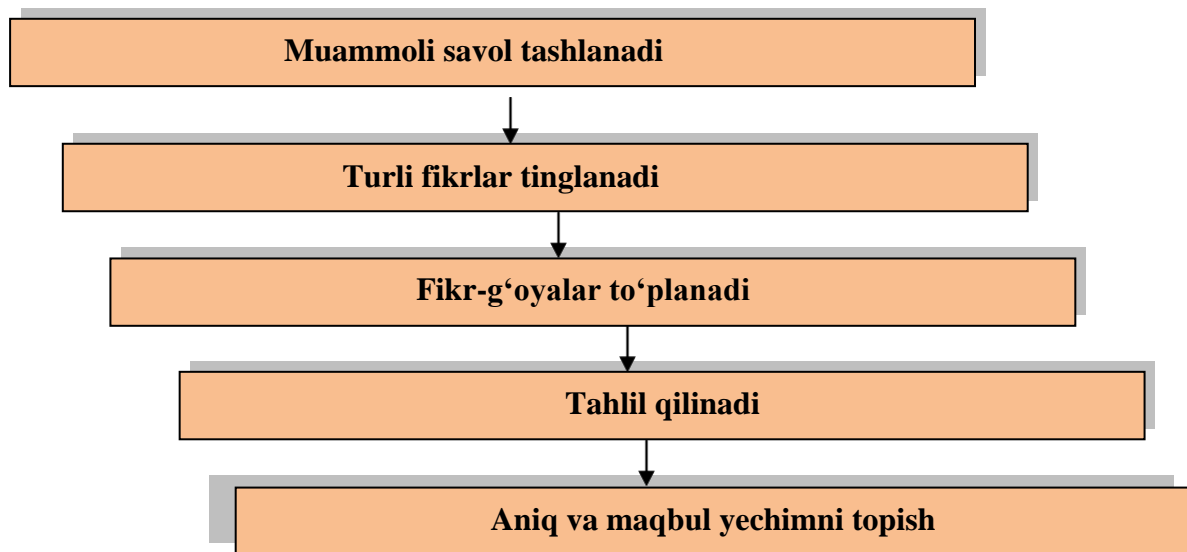 Muammoli savol tashlanadi
Turli fikrlar tinglanadi
Fikr-g‘oyalar to‘planadi
Tahlil qilinadi
Aniq va maqbul yechimni topish